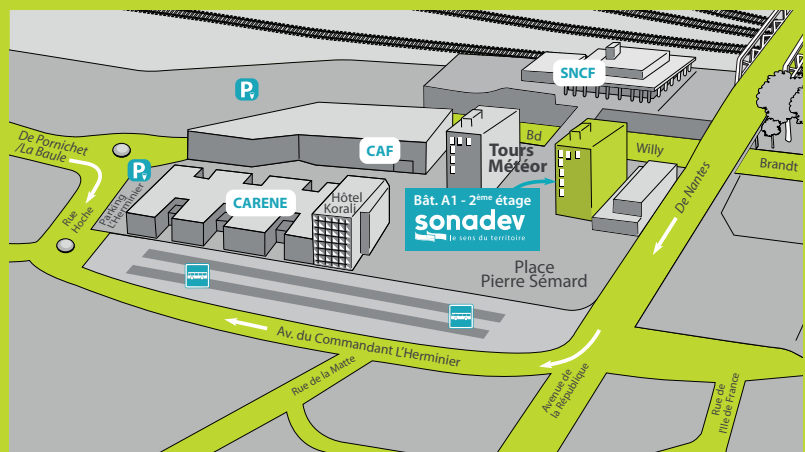 SNCF
P
CAF
Bd
Willy
Brandt
Tours
Météor
De Pornichet
/La Baule
P
Rue
Hoche
Parking
L'Herminier
CARENE
Hôtel
Korali
Bât. A1 - 2ème étage
sonadev
le sens du territoire
De Nantes
Place
Pierre Sémard
Av. du Commandant L'Herminier
Rue de la Matte
Avenue de
la République
Rue de
l'Ile de France